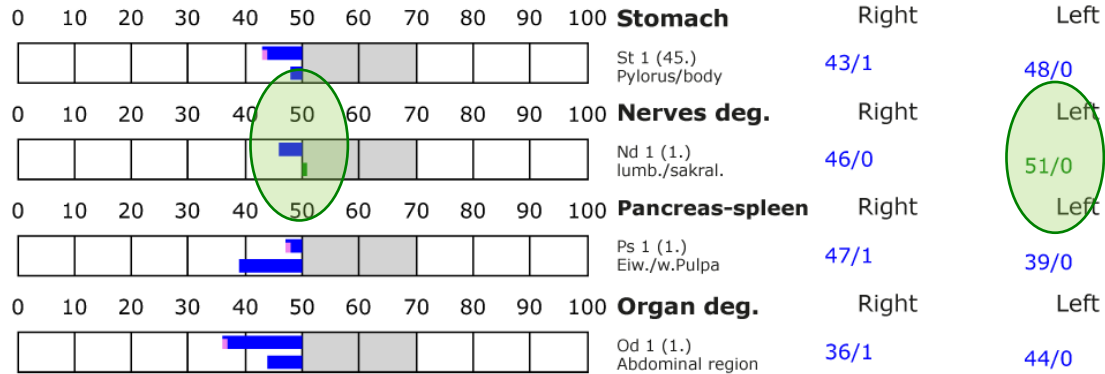 0 10 20 30 40 50 60 70 80 90 100 Stomach Right Left
St 1 (45.) 43/1 48/0
Pylorus/body
0 10 20 30 40 50 60 70 80 90 100 Nerves deg. Right Left
Nd 1 (1.) 46/0 51/0
lumb./sakral.
0 10 20 30 40 50 60 70 80 90 100 Pancreas-spleen Right Left
Ps 1 (1.) 47/1 39/0
Eiw./w.Pulpa
0 10 20 30 40 50 60 70 80 90 100 Organ deg. Right Left
Od 1 (1.) 36/1 44/0
Abdominal region